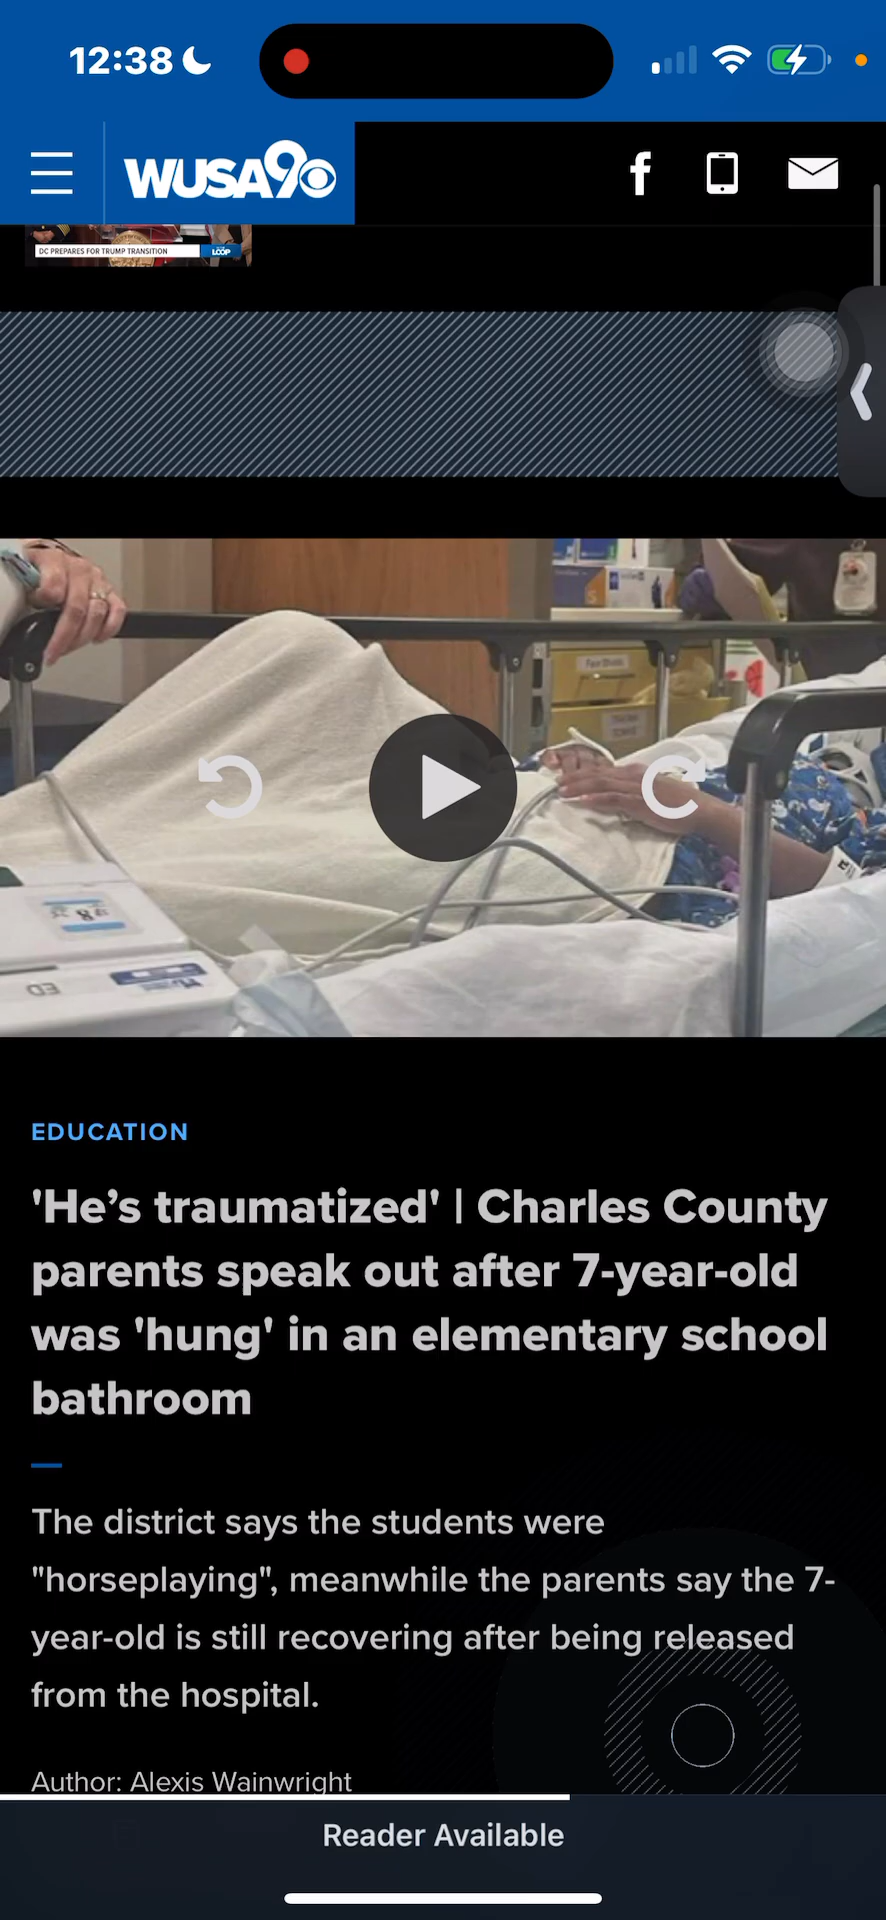 12:38
WUSA9
DC PREPARES FOR TRUMP TRANSITION
LOOP
EDUCATION
'He’s traumatized' | Charles County
parents speak out after 7-year-old
was 'hung' in an elementary school
bathroom
The district says the students were
"horseplaying", meanwhile the parents say the 7-
year-old is still recovering after being released
from the hospital.
Author: Alexis Wainwright
Reader Available